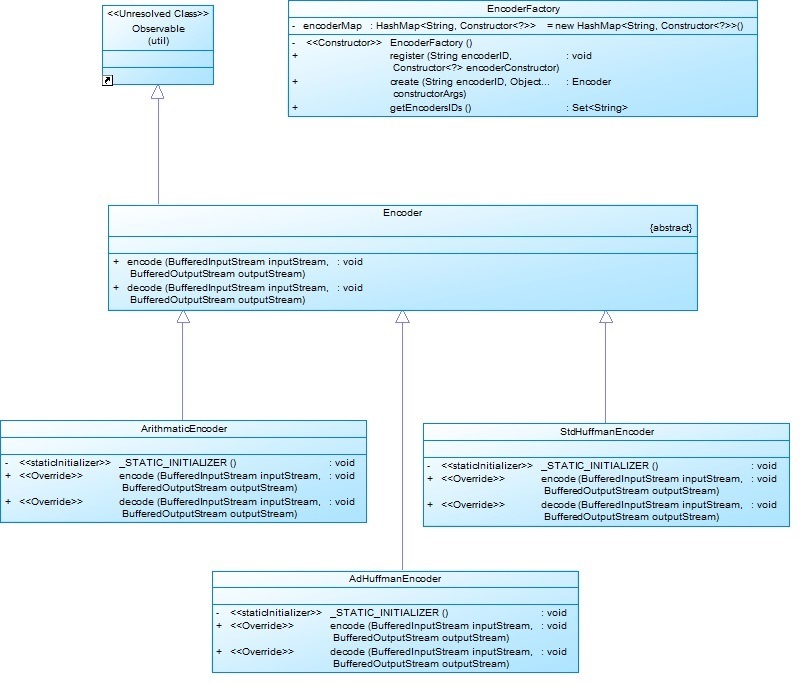 <<Unresolved Class>>
Observable
(util)
EncoderFactory
- encoderMap : HashMap<String, Constructor<?>> = new HashMap<String, Constructor<?>>()
- <<Constructor>> EncoderFactory ()
+ register (String encoderID, : void
Constructor<?> encoderConstructor)
+ create (String encoderID, Object... : Encoder
constructorArgs)
+ getEncodersIDs () : Set<String>
Encoder
{abstract}
+ encode (BufferedInputStream inputStream, : void
BufferedOutputStream outputStream)
+ decode (BufferedInputStream inputStream, : void
BufferedOutputStream outputStream)
ArithmaticEncoder
- <<staticInitializer>> _STATIC_INITIALIZER () : void
+ <<Override>> encode (BufferedInputStream inputStream, : void
BufferedOutputStream outputStream)
+ <<Override>> decode (BufferedInputStream inputStream, : void
BufferedOutputStream outputStream)
StdHuffmanEncoder
- <<staticInitializer>> _STATIC_INITIALIZER () : void
+ <<Override>> encode (BufferedInputStream inputStream, : void
BufferedOutputStream outputStream)
+ <<Override>> decode (BufferedInputStream inputStream, : void
BufferedOutputStream outputStream)
AdHuffmanEncoder
- <<staticInitializer>> _STATIC_INITIALIZER () : void
+ <<Override>> encode (BufferedInputStream inputStream, : void
BufferedOutputStream outputStream)
+ <<Override>> decode (BufferedInputStream inputStream, : void
BufferedOutputStream outputStream)